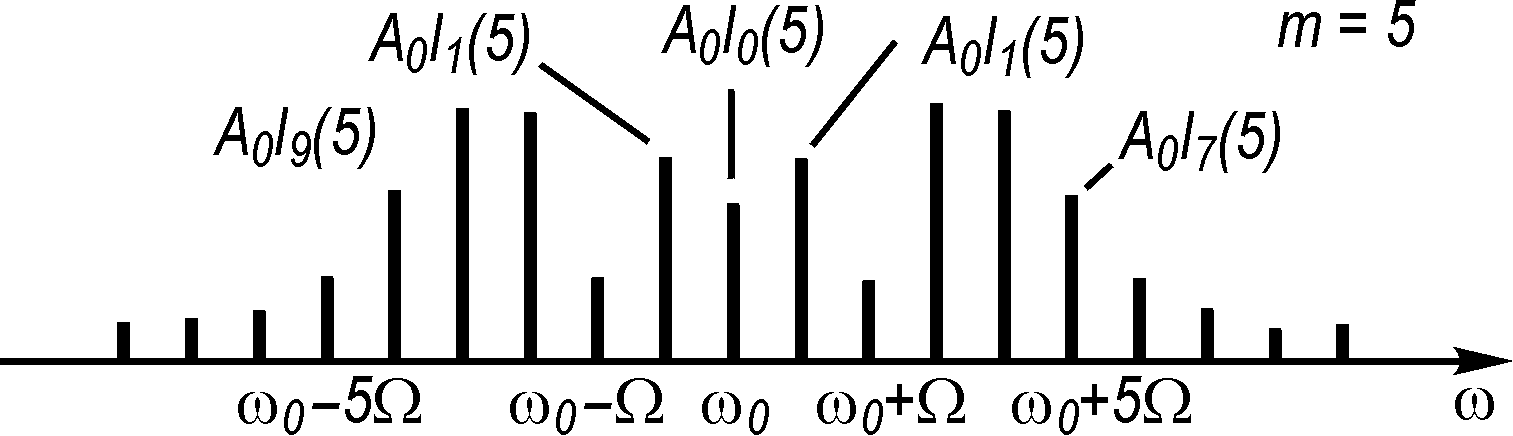 A₀I₁(5) A₀I₀(5) A₀I₁(5) m = 5
A₀I₉(5) A₀I₇(5)
ω₀−5Ω ω₀−Ω ω₀ ω₀+Ω ω₀+5Ω ω